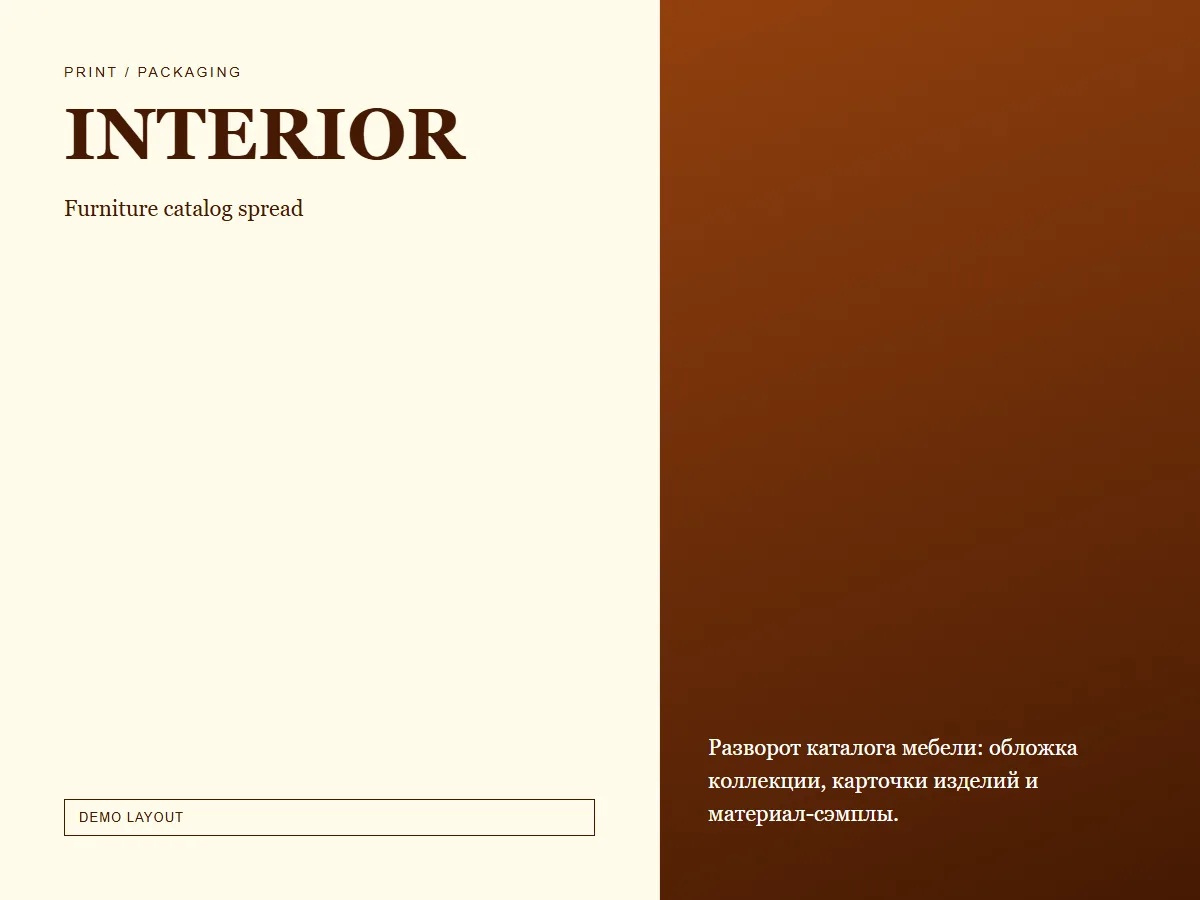 PRINT / PACKAGING
INTERIOR
Furniture catalog spread
DEMO LAYOUT
Разворот каталога мебели: обложка
коллекции, карточки изделий и
материал-сэмплы.